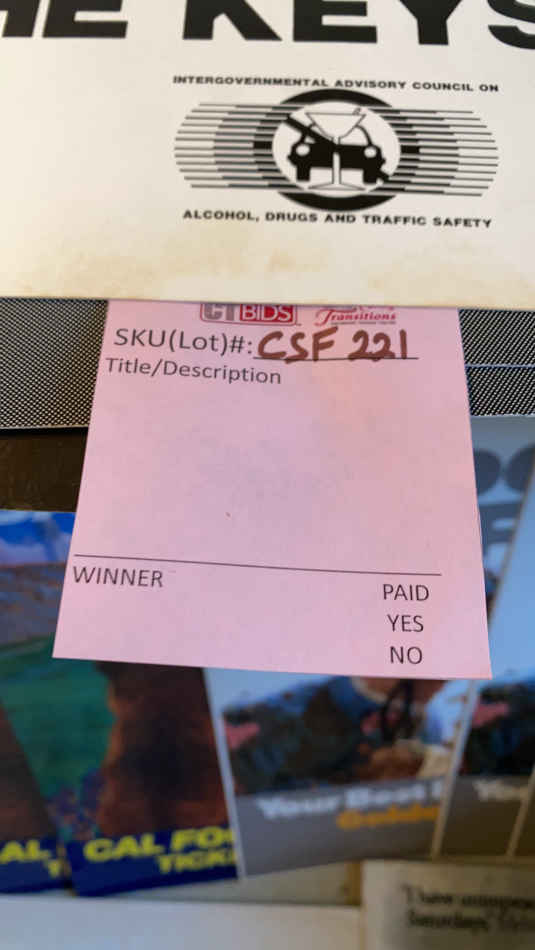 HE KEYS
INTERGOVERNMENTAL ADVISORY COUNCIL ON
ALCOHOL, DRUGS AND TRAFFIC SAFETY
CTBIDS
Transitions
SKU(Lot)#: CSF 221
Title/Description
WINNER
PAID
YES
NO
Your Best
CAL FO
TICK
AL